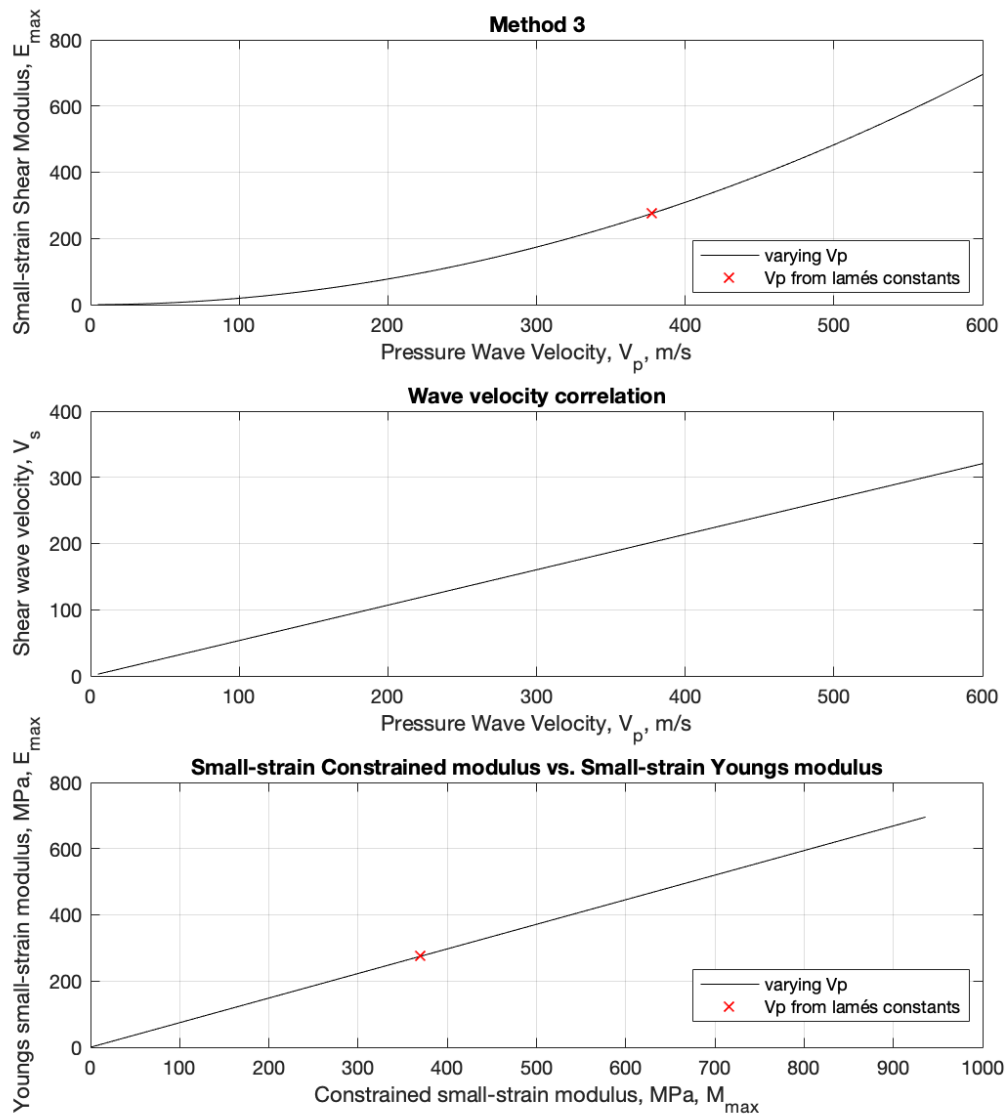 Method 3
Small-strain Shear Modulus, E_max
800
600
400
200
0
0 100 200 300 400 500 600
varying Vp
Vp from lamés constants
Pressure Wave Velocity, V_p, m/s
Wave velocity correlation
Shear wave velocity, V_s
400
300
200
100
0
0 100 200 300 400 500 600
Pressure Wave Velocity, V_p, m/s
Small-strain Constrained modulus vs. Small-strain Youngs modulus
Youngs small-strain modulus, MPa, E_max
800
600
400
200
0
0 100 200 300 400 500 600 700 800 900 1000
varying Vp
Vp from lamés constants
Constrained small-strain modulus, MPa, M_max